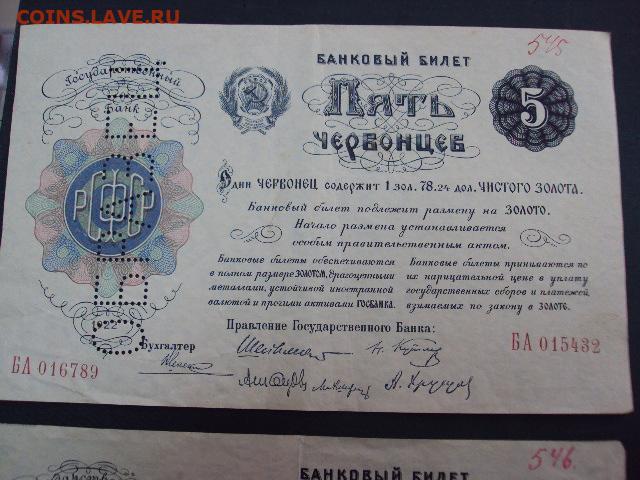 COINS.LAVE.RU
545
БАНКОВЫЙ БИЛЕТ
Государственный
Банк
ПЯТЬ
ЧЕРВОНЦЕВ
5
РСФСР
Один ЧЕРВОНЕЦ содержит 1 зол. 78.24 дол. ЧИСТОГО ЗОЛОТА.
Банковый билет подлежит размену на ЗОЛОТО.
Начало размена устанавливается
особым правительственным актом.
Банковые билеты обеспечиваются
в полном размере ЗОЛОТОМ, драгоценными
металлами, устойчивой иностранной
валютой и прочими активами ГОСБАНКА.
Банковые билеты принимаются по
их нарицательной цене в уплату
государственных сборов и платежей,
взимаемых по закону в ЗОЛОТЕ.
1922
Правление Государственного Банка:
Бухгалтер
БА 016789
БА 015432
546
БАНКОВЫЙ БИЛЕТ